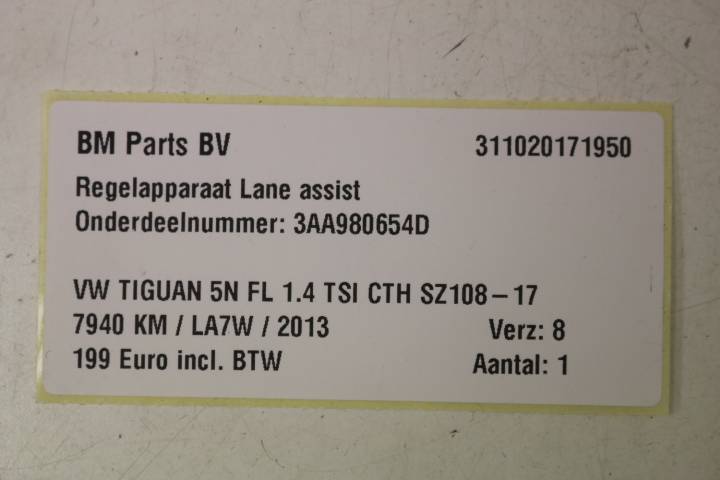 BM Parts BV 311020171950
Regelapparaat Lane assist
Onderdeelnummer: 3AA980654D
VW TIGUAN 5N FL 1.4 TSI CTH SZ108-17
7940 KM / LA7W / 2013 Verz: 8
199 Euro incl. BTW Aantal: 1